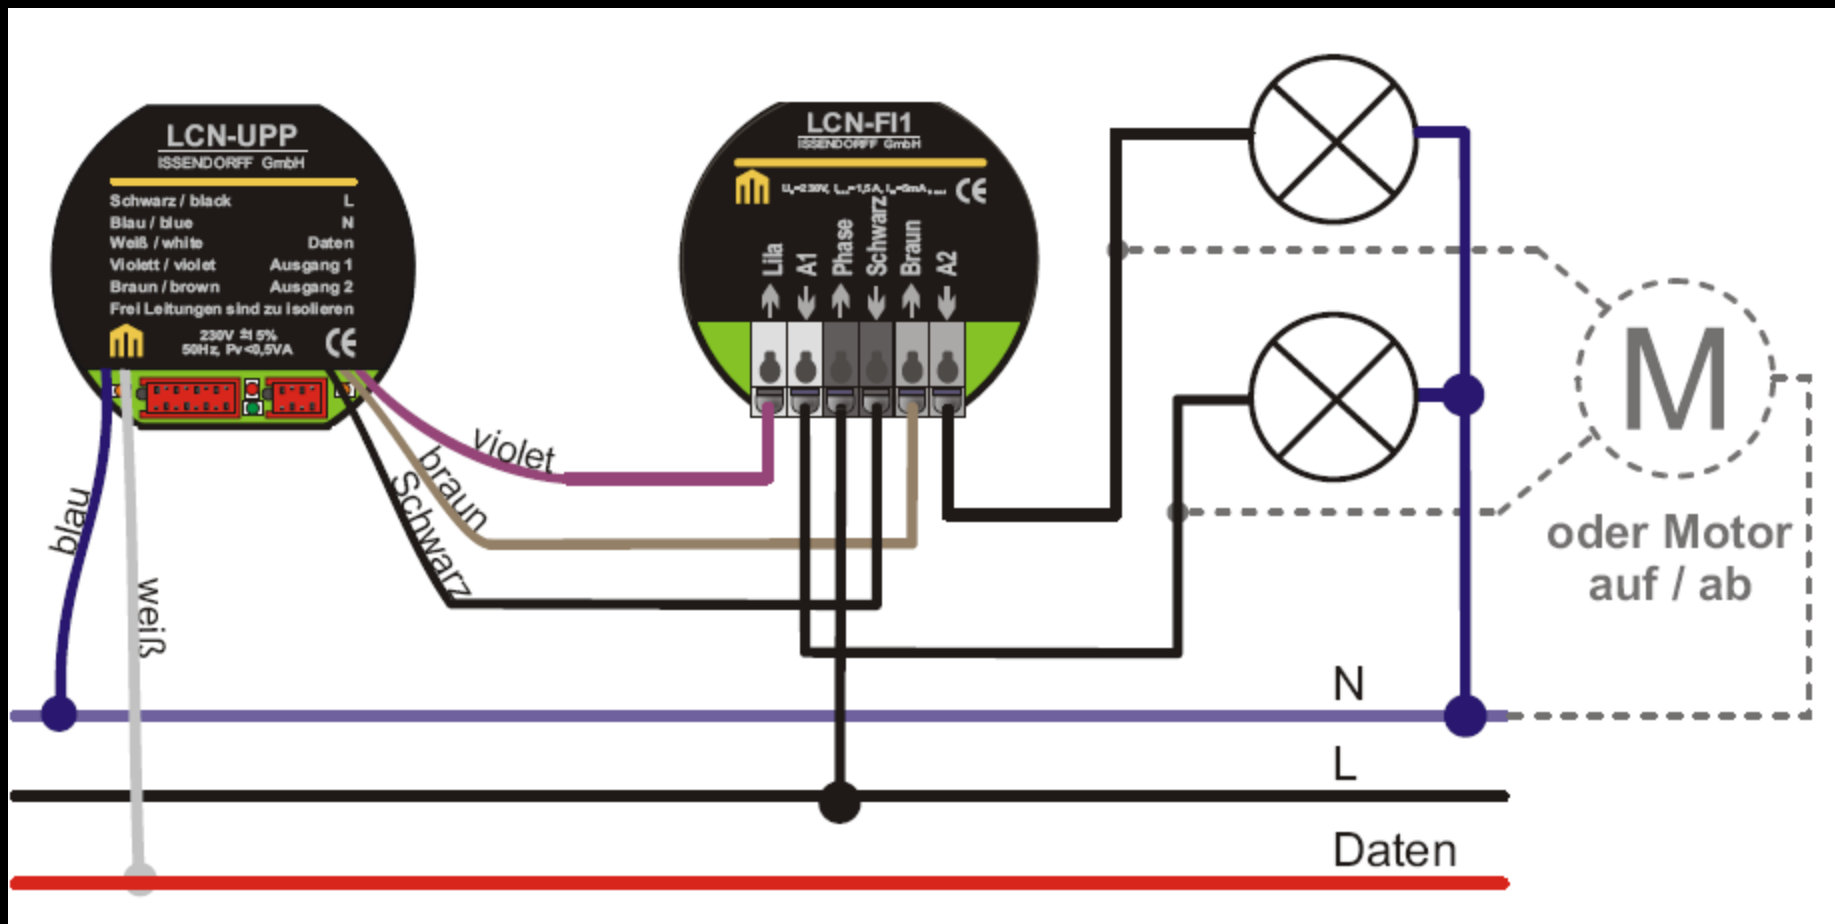 LCN-UPP
ISSENDORFF GmbH
Schwarz / black L
Blau / blue N
Weiß / white Daten
Violett / violet Ausgang 1
Braun / brown Ausgang 2
Frei Leitungen sind zu isolieren
230V ±15%
50Hz, Pv<0,5VA
CE
LCN-FI1
ISSENDORFF GmbH
CE
Lila
A1
Phase
Schwarz
Braun
A2
violet
braun
Schwarz
blau
weiß
M
oder Motor
auf / ab
N
L
Daten